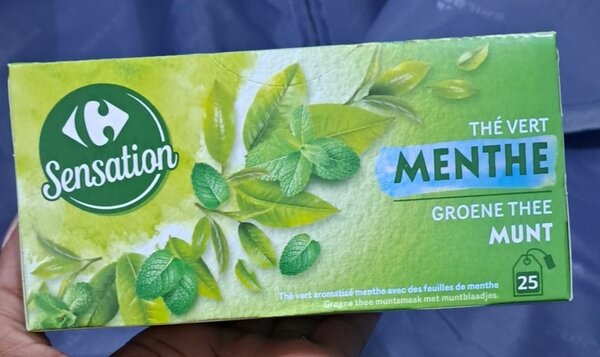 Sensation
THÉ VERT
MENTHE
GROENE THEE
MUNT
25
Thé vert aromatisé menthe avec des feuilles de menthe
Groene thee muntsmaak met muntblaadjes.